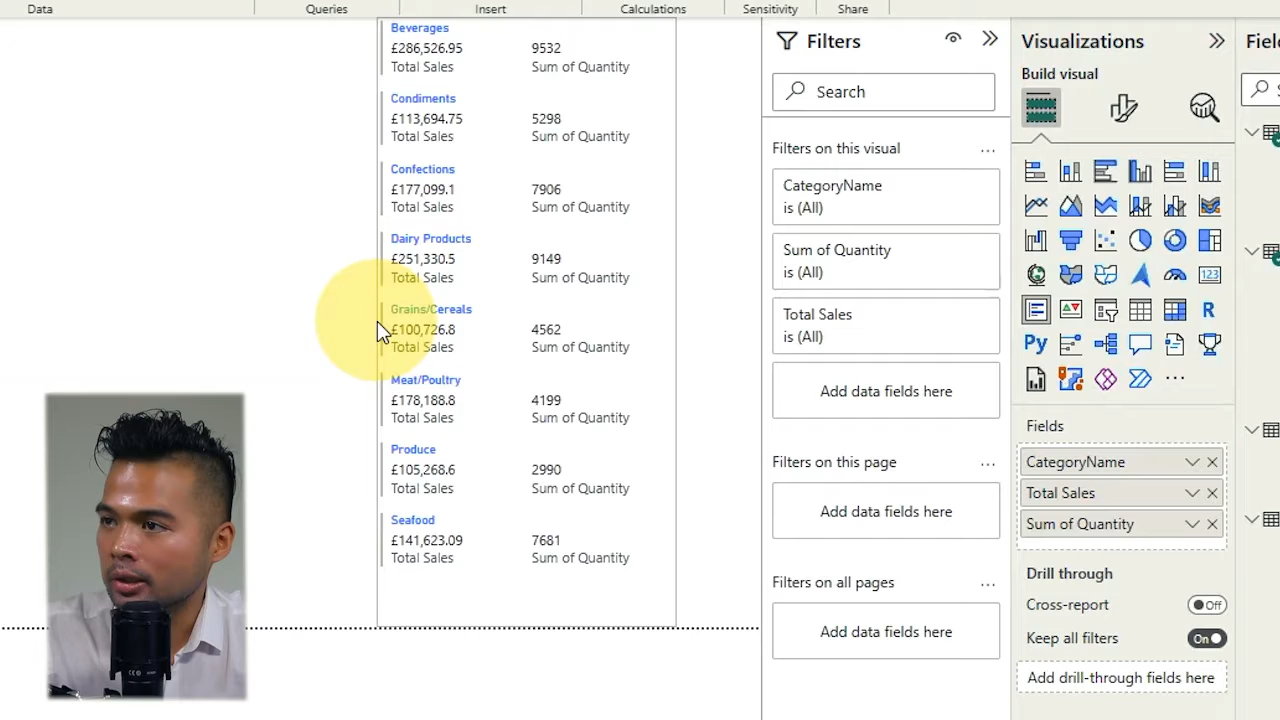 Data
Queries
Insert
Calculations
Sensitivity
Share
Beverages
£286,526.95 9532
Total Sales Sum of Quantity
Condiments
£113,694.75 5298
Total Sales Sum of Quantity
Confections
£177,099.1 7906
Total Sales Sum of Quantity
Dairy Products
£251,330.5 9149
Total Sales Sum of Quantity
Grains/Cereals
£100,726.8 4562
Total Sales Sum of Quantity
Meat/Poultry
£178,188.8 4199
Total Sales Sum of Quantity
Produce
£105,268.6 2990
Total Sales Sum of Quantity
Seafood
£141,623.09 7681
Total Sales Sum of Quantity
Filters
Search
Filters on this visual
CategoryName
is (All)
Sum of Quantity
is (All)
Total Sales
is (All)
Add data fields here
Filters on this page
Add data fields here
Filters on all pages
Add data fields here
Visualizations
Build visual
123
R
Py
Fields
CategoryName
Total Sales
Sum of Quantity
Drill through
Cross-report
Off
Keep all filters
On
Add drill-through fields here